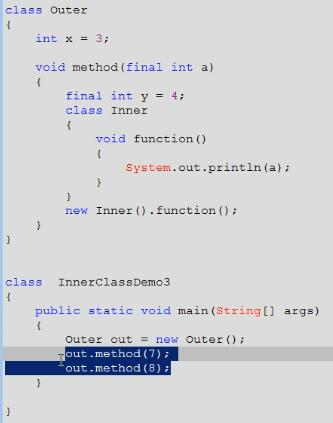 class Outer
{
    int x = 3;

    void method(final int a)
    {
        final int y = 4;
        class Inner
        {
            void function()
            {
                System.out.println(a);
            }
        }
        new Inner().function();
    }
}


class  InnerClassDemo3
{
    public static void main(String[] args)
    {
        Outer out = new Outer();
        out.method(7);
        out.method(8);
    }

}